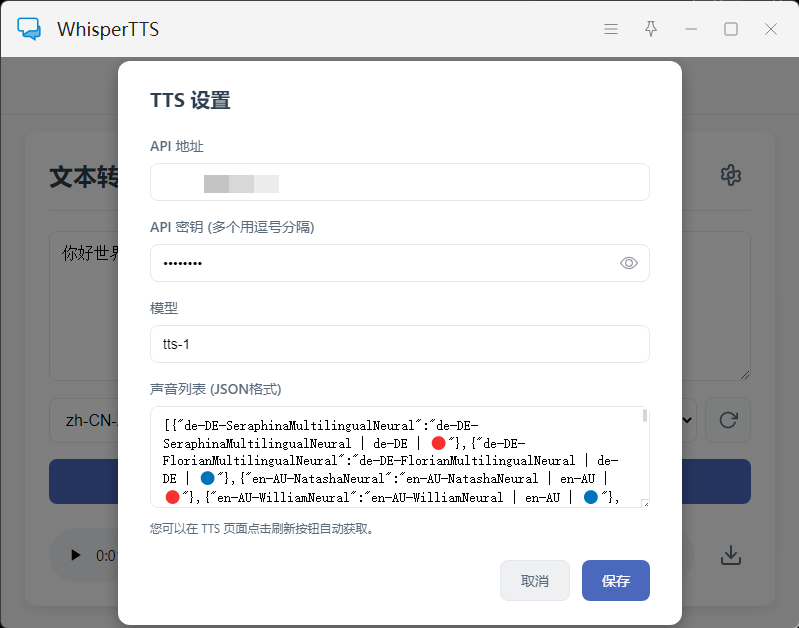 WhisperTTS
TTS 设置
API 地址
文本转
API 密钥 (多个用逗号分隔)
你好世界
••••••••
模型
tts-1
声音列表 (JSON格式)
[{"de-DE-SeraphinaMultilingualNeural":"de-DE-
SeraphinaMultilingualNeural | de-DE | 🔴"},{"de-DE-
zh-CN-
FlorianMultilingualNeural":"de-DE-FlorianMultilingualNeural | de-
DE | 🔵"},{"en-AU-NatashaNeural":"en-AU-NatashaNeural | en-AU |
🔴"},{"en-AU-WilliamNeural":"en-AU-WilliamNeural | en-AU | 🔵"},
您可以在 TTS 页面点击刷新按钮自动获取。
0:0
取消
保存